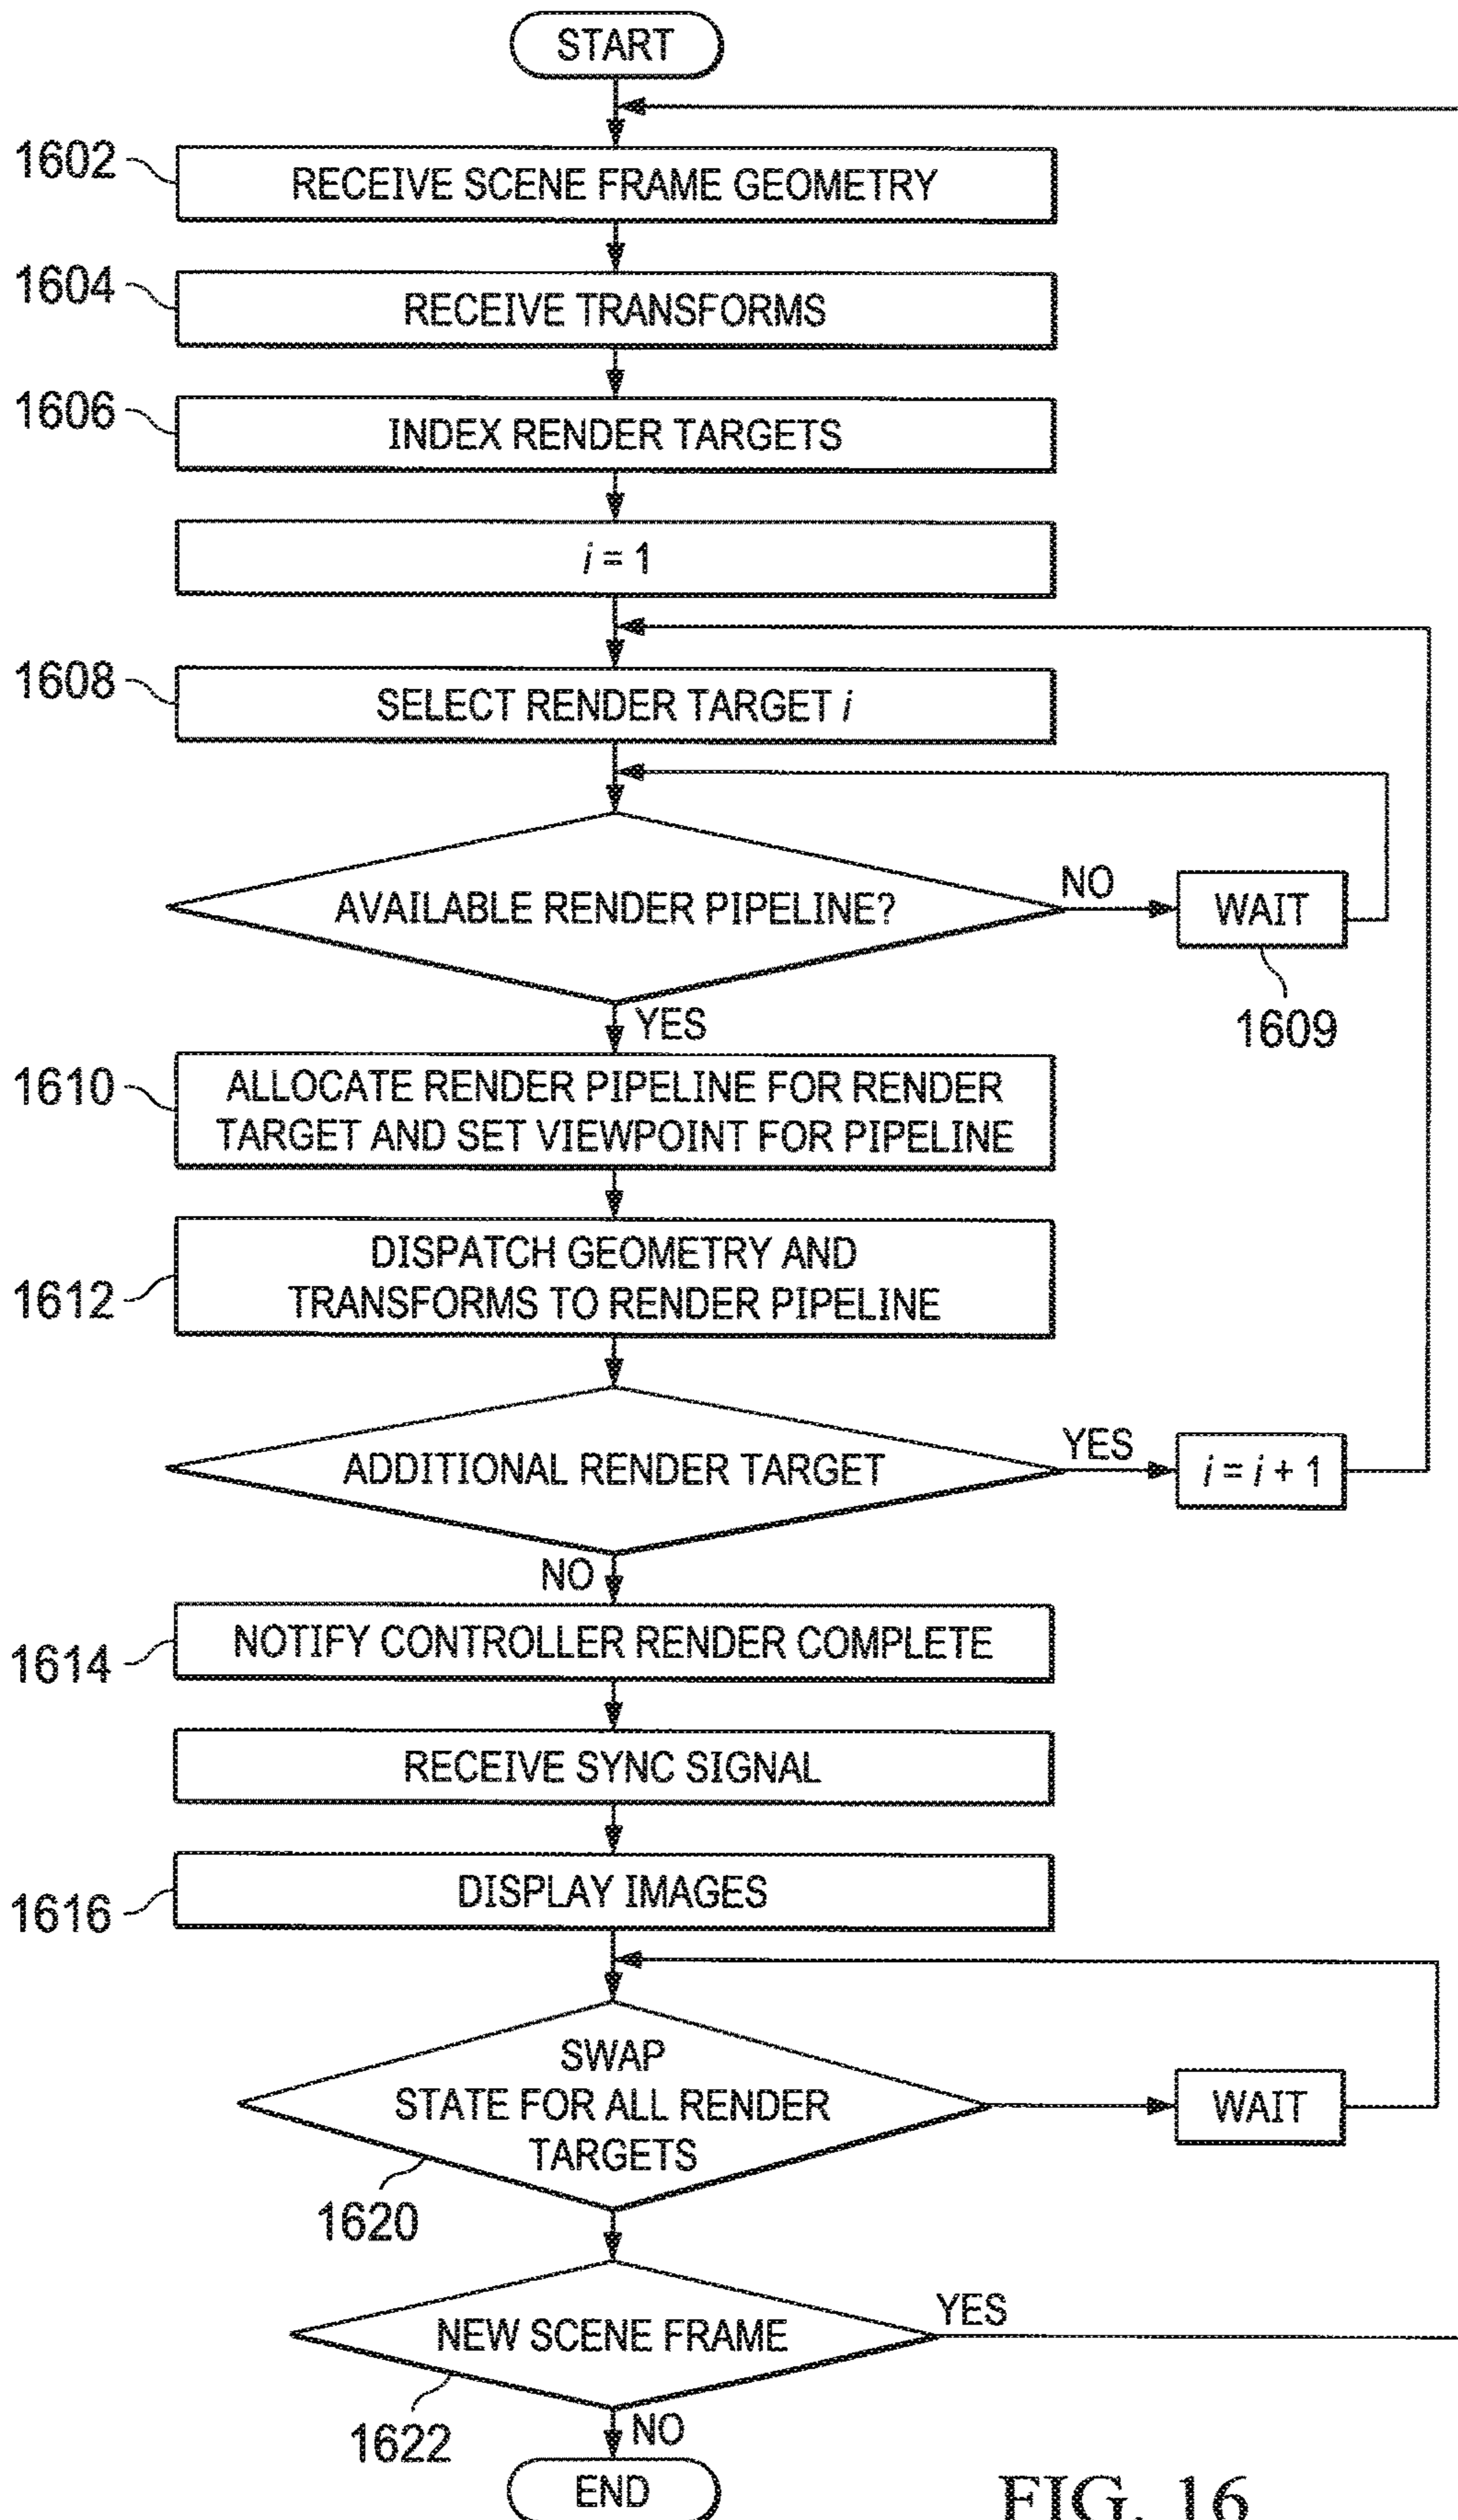 START
1602
RECEIVE SCENE FRAME GEOMETRY
1604
RECEIVE TRANSFORMS
1606
INDEX RENDER TARGETS
i = 1
1608
SELECT RENDER TARGET i
AVAILABLE RENDER PIPELINE?
NO
WAIT
1609
YES
1610
ALLOCATE RENDER PIPELINE FOR RENDER
TARGET AND SET VIEWPOINT FOR PIPELINE
1612
DISPATCH GEOMETRY AND
TRANSFORMS TO RENDER PIPELINE
ADDITIONAL RENDER TARGET
YES
i = i + 1
NO
1614
NOTIFY CONTROLLER RENDER COMPLETE
RECEIVE SYNC SIGNAL
1616
DISPLAY IMAGES
SWAP
STATE FOR ALL RENDER
TARGETS
WAIT
1620
NEW SCENE FRAME
YES
1622
NO
END
FIG. 16